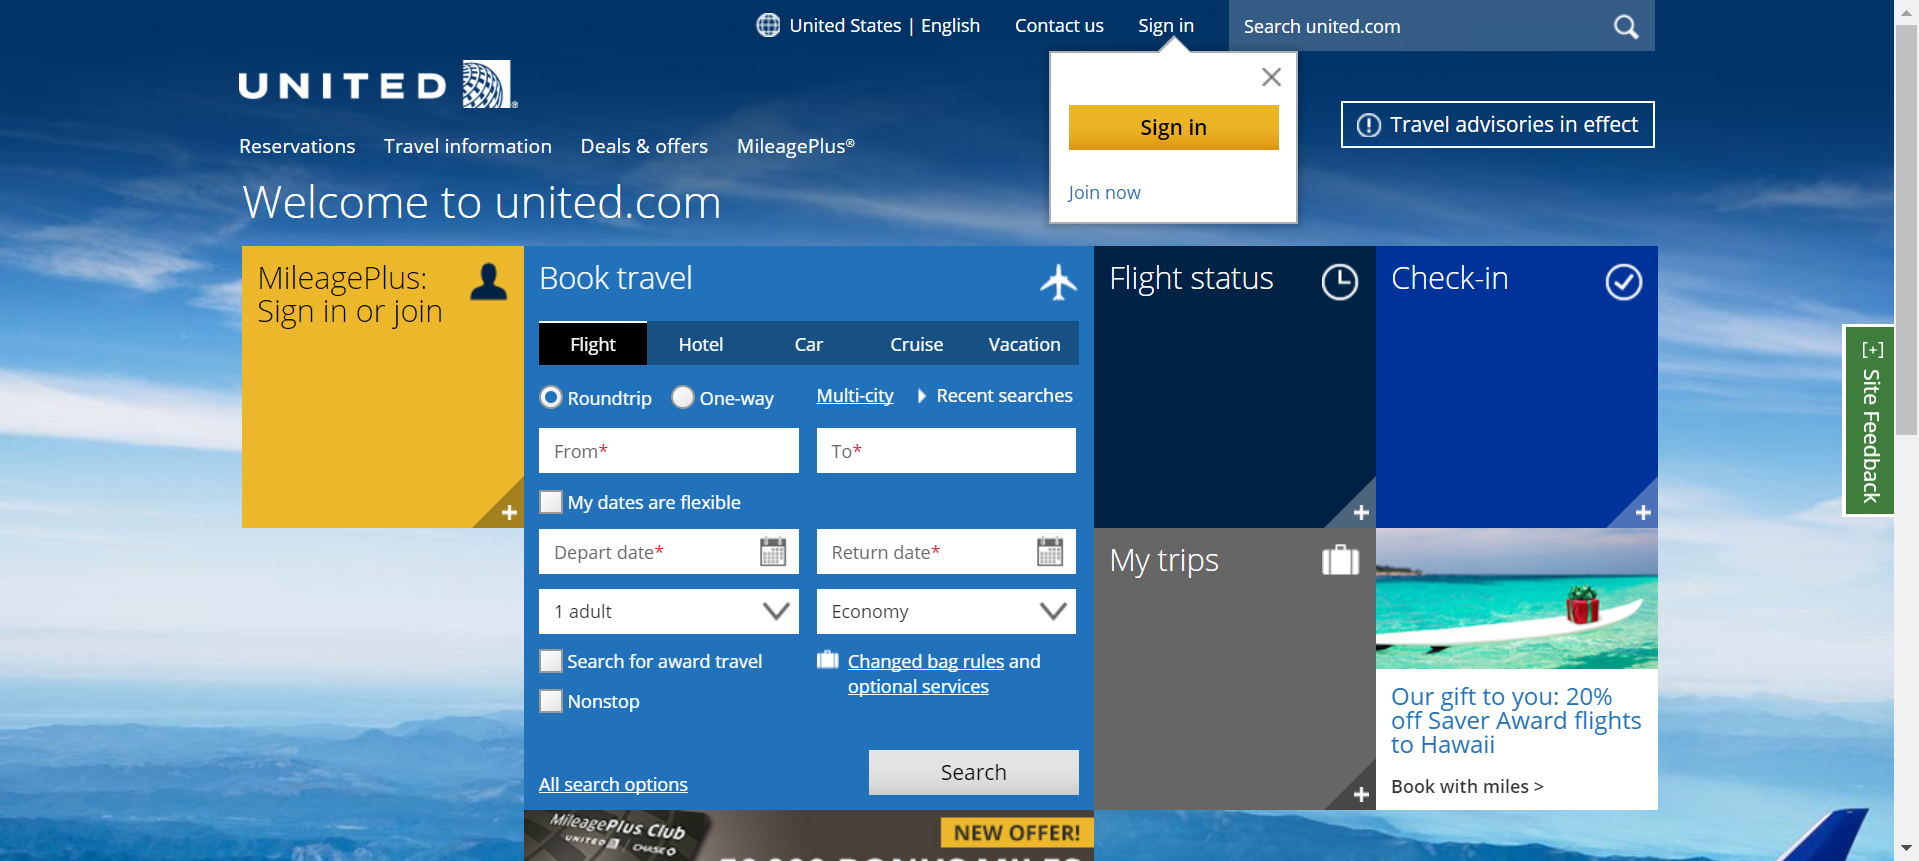 United States | English
Contact us
Sign in
Search united.com
UNITED
Sign in
Join now
Travel advisories in effect
Reservations
Travel information
Deals & offers
MileagePlus®
Welcome to united.com
MileagePlus:
Sign in or join
Book travel
Flight
Hotel
Car
Cruise
Vacation
Roundtrip
One-way
Multi-city
Recent searches
From*
To*
My dates are flexible
Depart date*
Return date*
1 adult
Economy
Search for award travel
Changed bag rules and
optional services
Nonstop
All search options
Search
Flight status
Check-in
My trips
Our gift to you: 20%
off Saver Award flights
to Hawaii
Book with miles >
[+] Site Feedback
MileagePlus Club
UNITED CHASE
NEW OFFER!